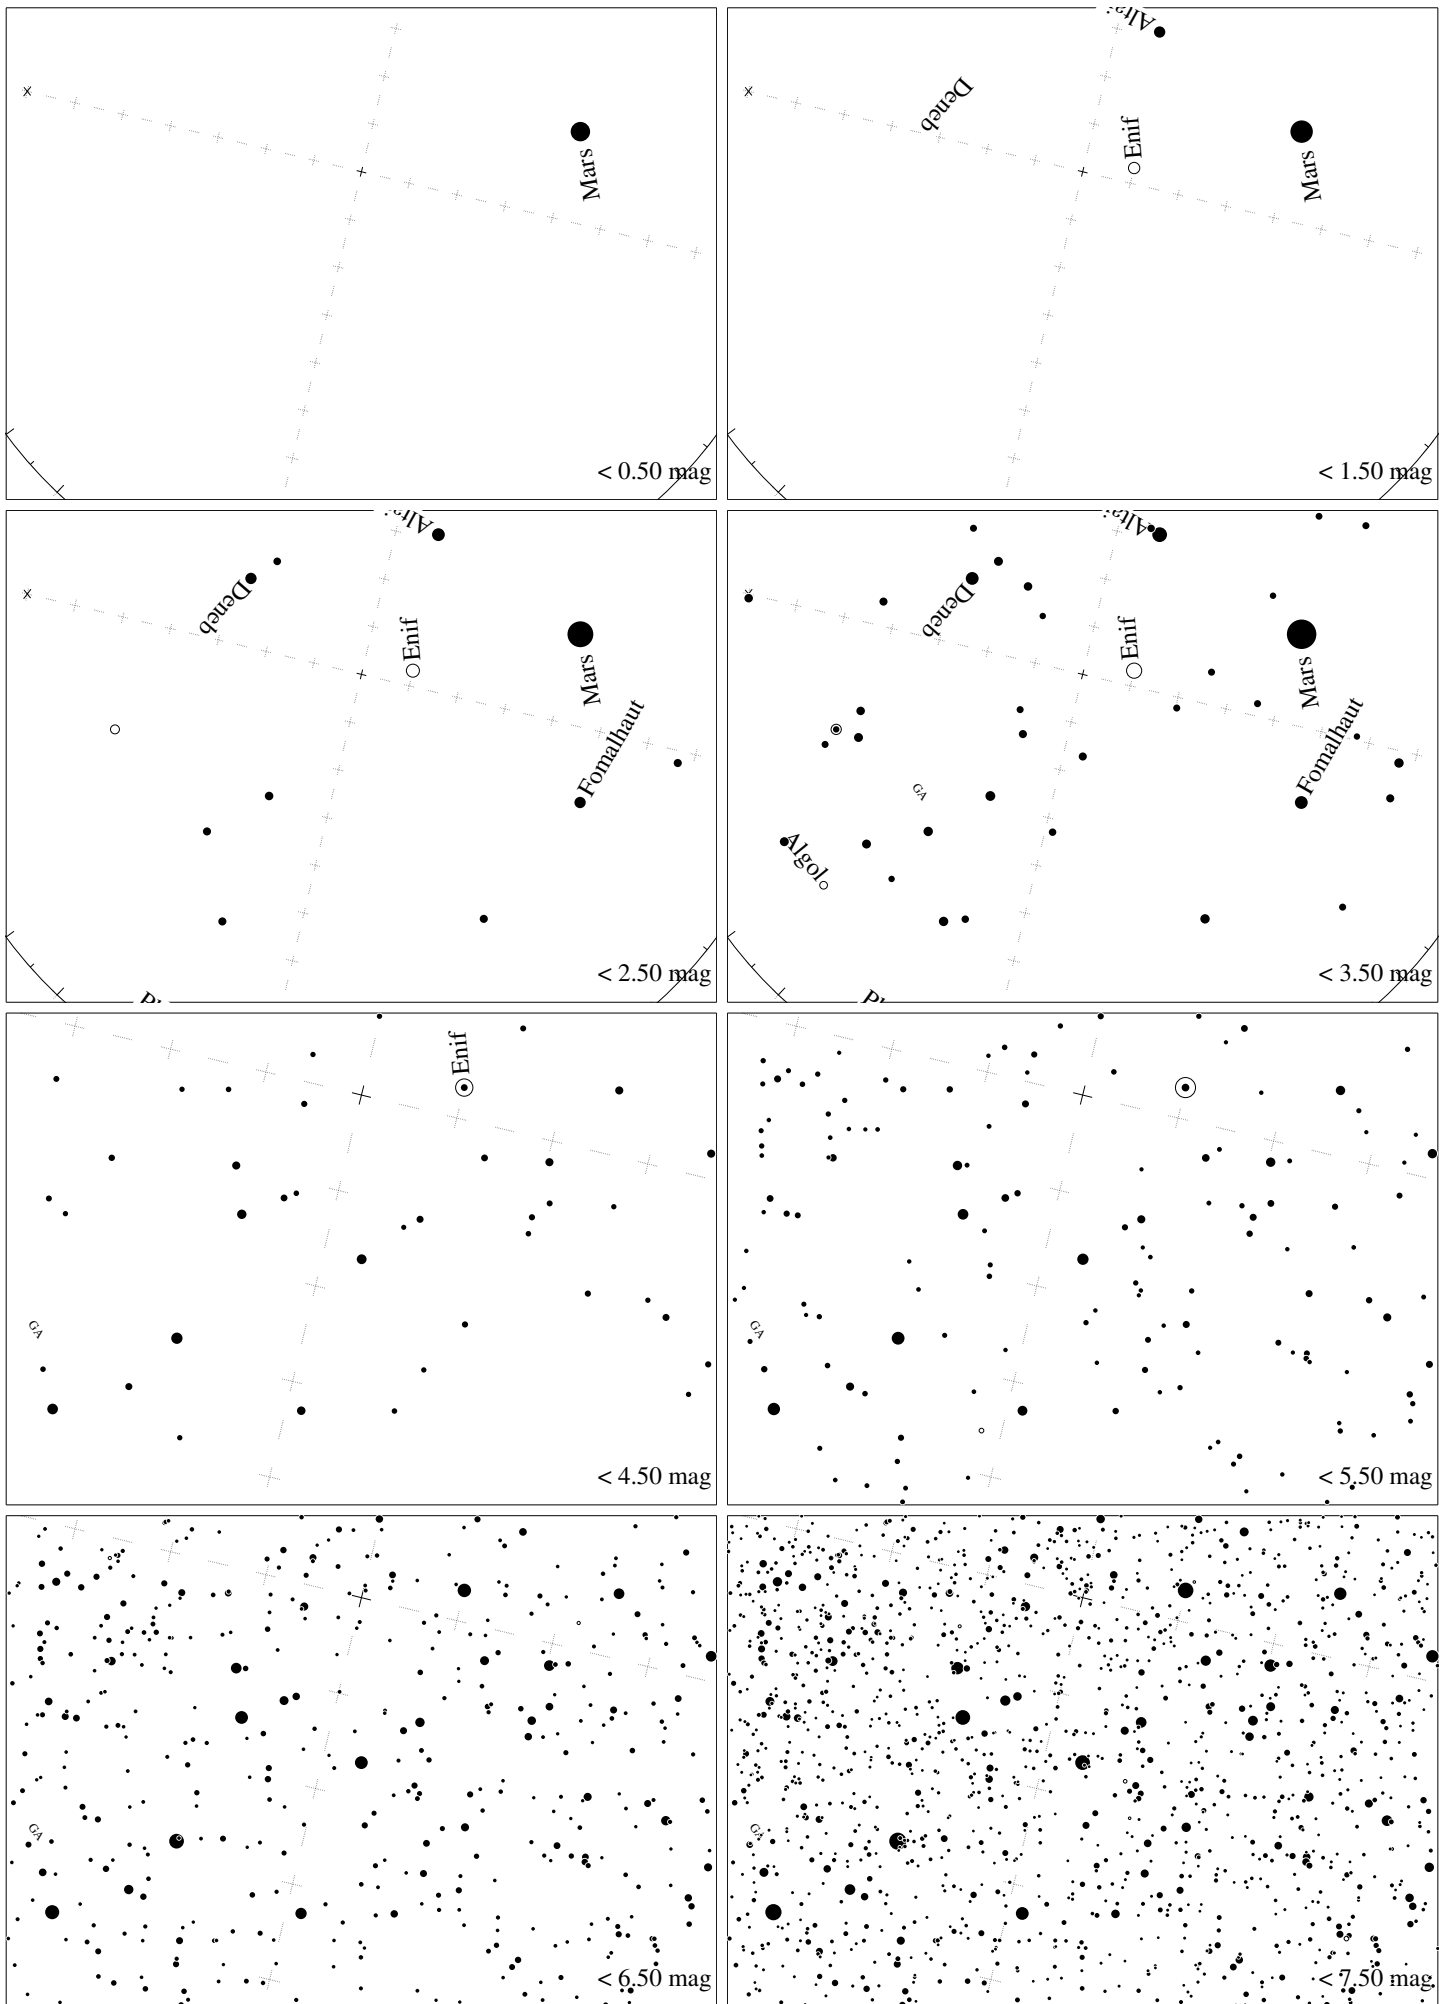 Mars
< 0.50 mag
Deneb
Enif
Mars
< 1.50 mag
Deneb
Enif
Mars
Fomalhaut
< 2.50 mag
Deneb
Enif
Mars
Fomalhaut
GA
Algol
< 3.50 mag
Enif
GA
< 4.50 mag
GA
< 5.50 mag
GA
< 6.50 mag
GA
< 7.50 mag